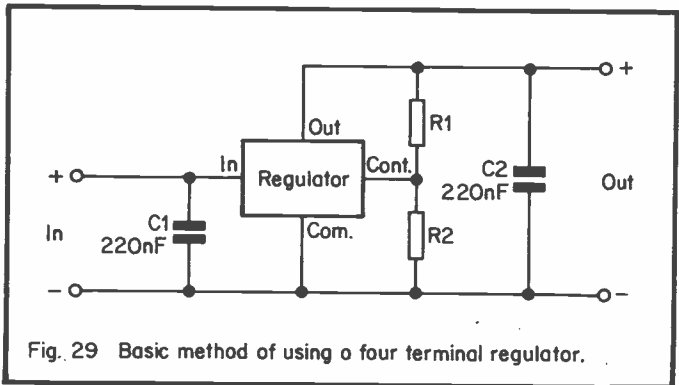 +
Out
R1
In
Regulator
Cont.
C2
220nF
Out
+
In
C1
220nF
Com.
R2
-
-
Fig. 29 Basic method of using a four terminal regulator.